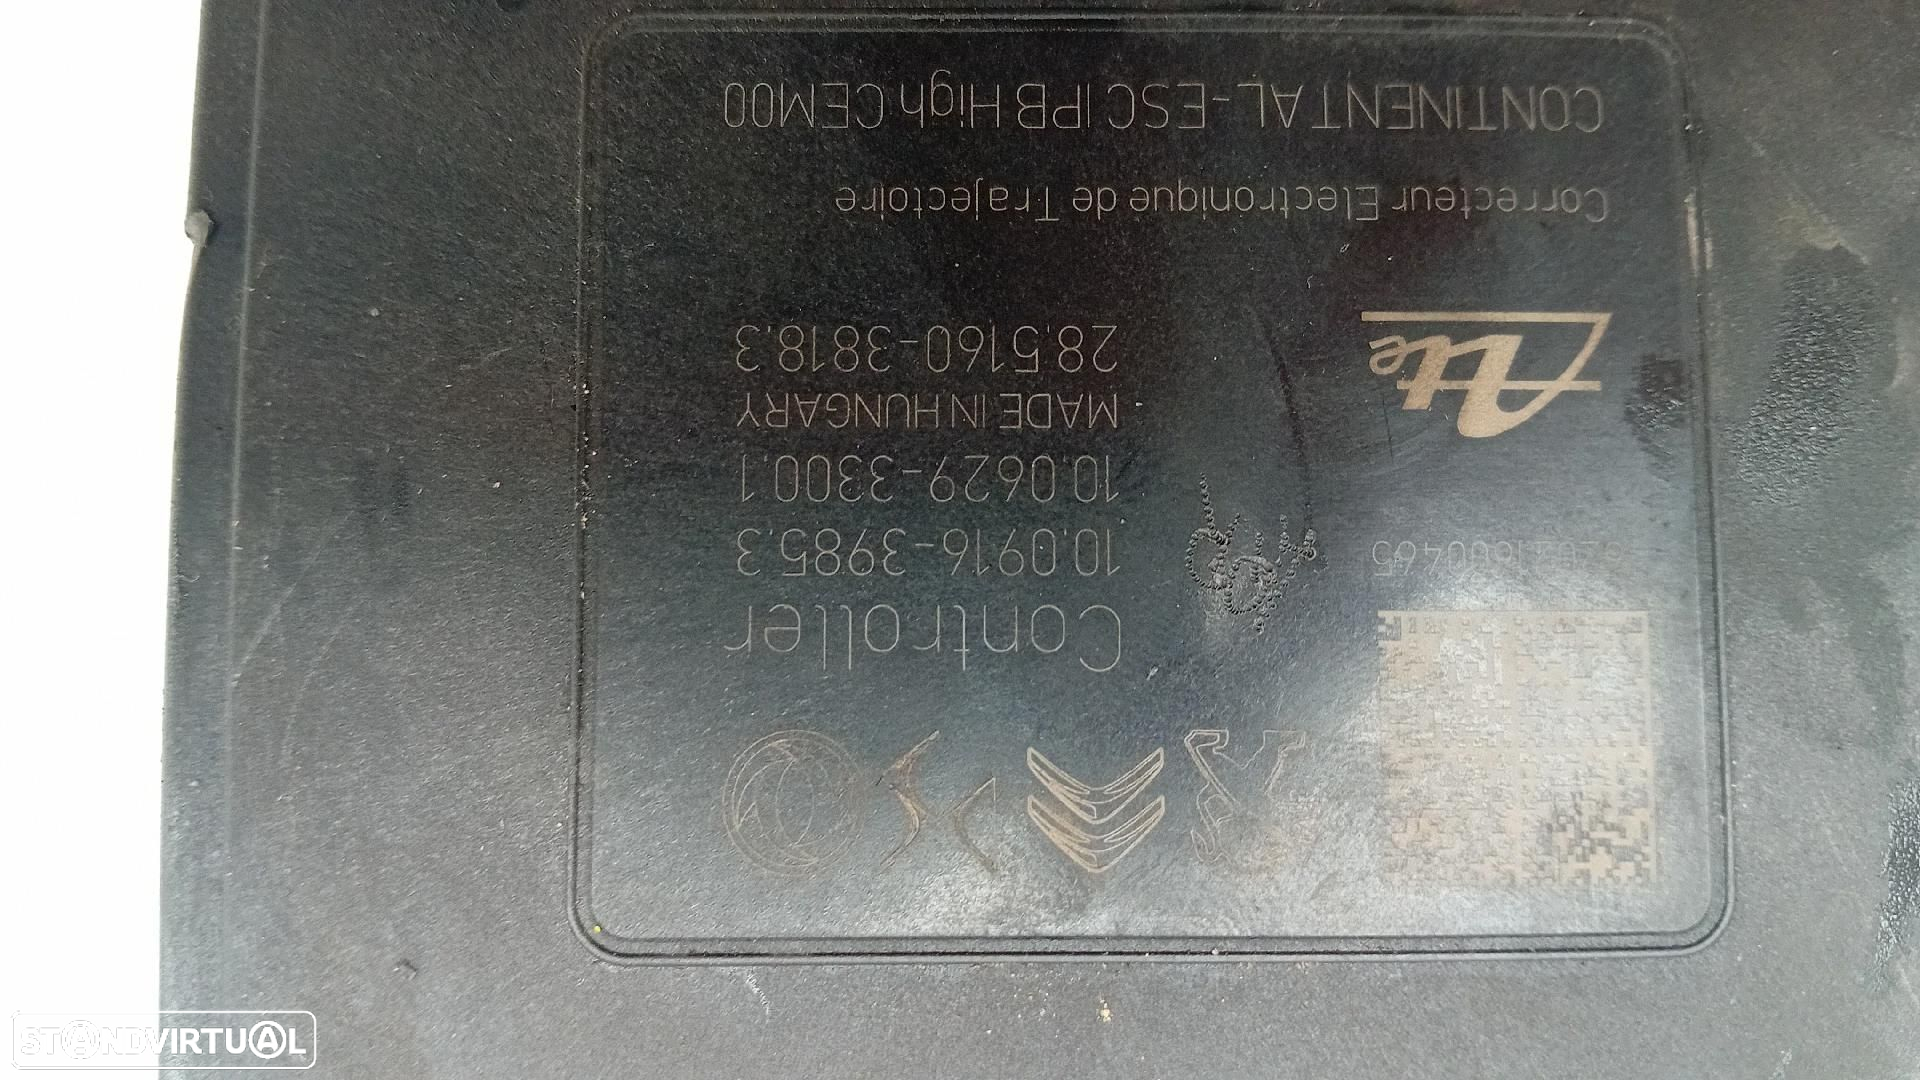 Controller
10.0916-3985.3
10.0629-3300.1
MADE IN HUNGARY
28.5160-3818.3
Ate
Correcteur Electronique de Trajectoire
CONTINENTAL-ESC IPB High CEM00
STANDVIRTUAL